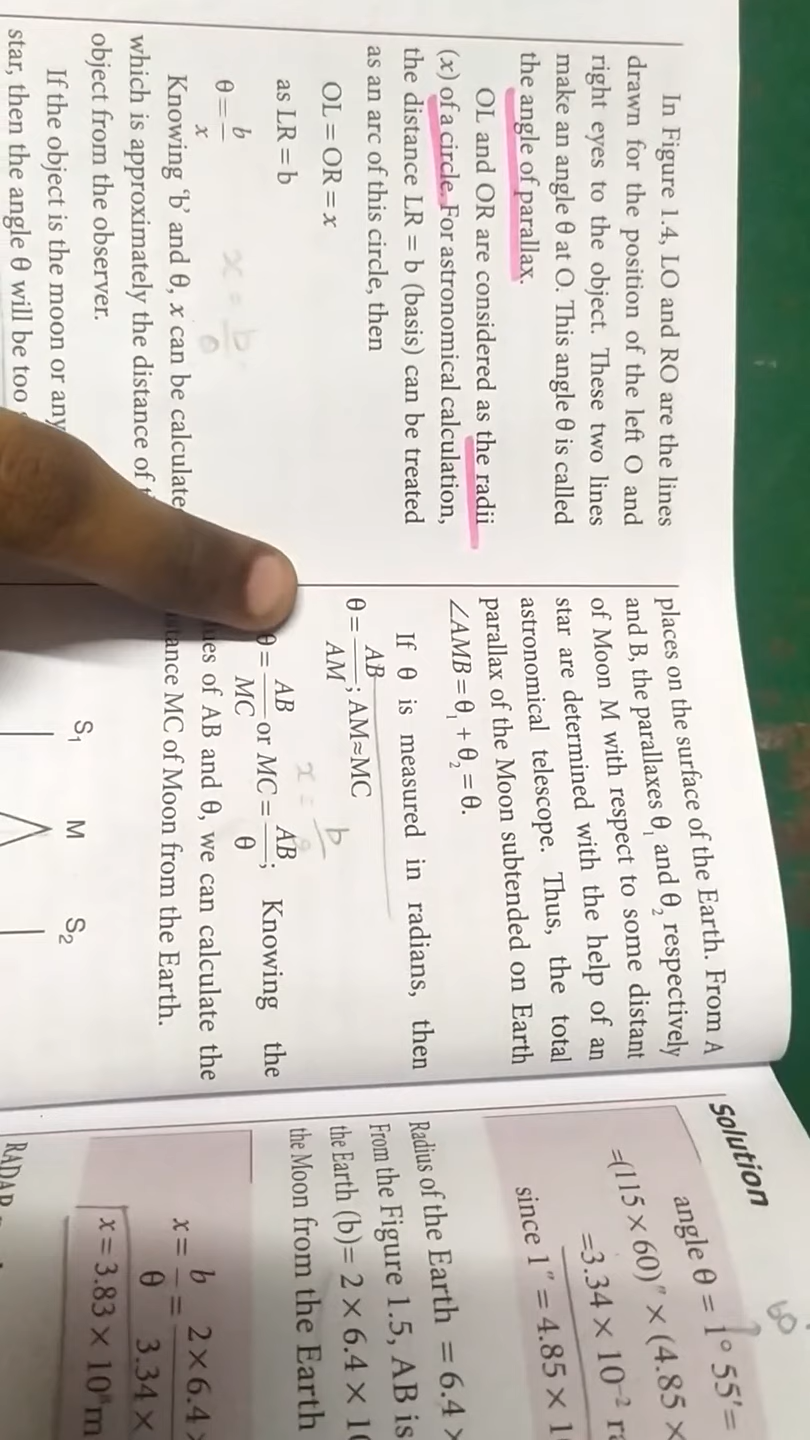 In Figure 1.4, LO and RO are the lines
drawn for the position of the left O and
right eyes to the object. These two lines
make an angle θ at O. This angle θ is called
the angle of parallax.
OL and OR are considered as the radii
(x) of a circle. For astronomical calculation,
the distance LR = b (basis) can be treated
as an arc of this circle, then
OL = OR = x
as LR = b
θ = b/x
x = b/θ
Knowing ‘b’ and θ, x can be calculate
which is approximately the distance of
object from the observer.
If the object is the moon or any
star, then the angle θ will be too
places on the surface of the Earth. From A
and B, the parallaxes θ₁ and θ₂ respectively
of Moon M with respect to some distant
star are determined with the help of an
astronomical telescope. Thus, the total
parallax of the Moon subtended on Earth
∠AMB = θ₁ + θ₂ = θ.
If θ is measured in radians, then
θ = AB/AM ; AM ≈ MC
x = b/θ
θ = AB/MC or MC = AB/θ ; Knowing the
of AB and θ, we can calculate the
MC of Moon from the Earth.
S₁ M S₂
Solution
angle θ = 1° 55′ =
=(115 × 60)″ × (4.85 ×
=3.34 × 10⁻²
since 1″ = 4.85 ×
Radius of the Earth = 6.4
From the Figure 1.5, AB is
the Earth (b)= 2 × 6.4 ×
the Moon from the Earth
x = b/θ = 2 × 6.4 / 3.34 ×
x = 3.83 × 10⁸m
RADAR